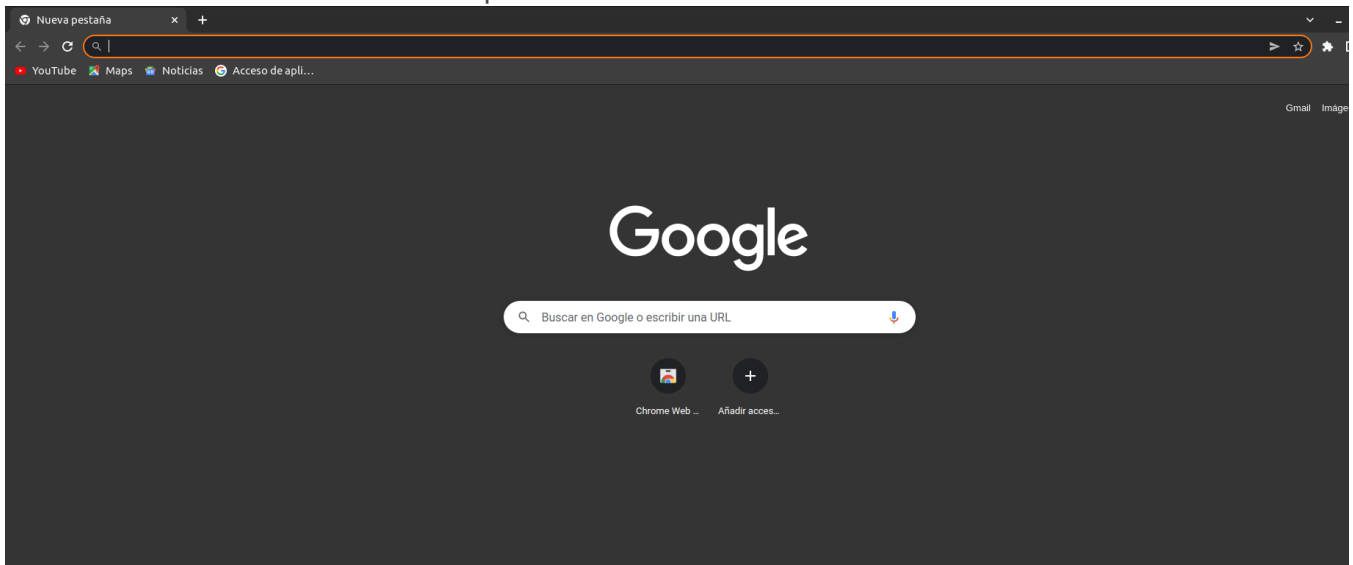 Nueva pestaña
YouTube Maps Noticias Acceso de apli...
Gmail Imáge
Google
Buscar en Google o escribir una URL
Chrome Web ... Añadir acces...